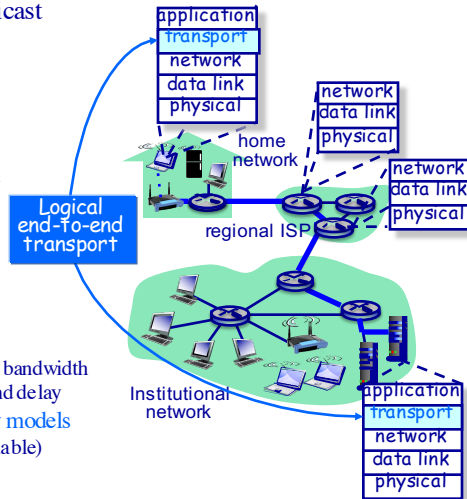 icast
application
transport
network
data link
physical
network
data link
physical
home
network
network
data link
physical
Logical
end-to-end
transport
regional ISP
bandwidth
nd delay
models
able)
Institutional
network
application
transport
network
data link
physical